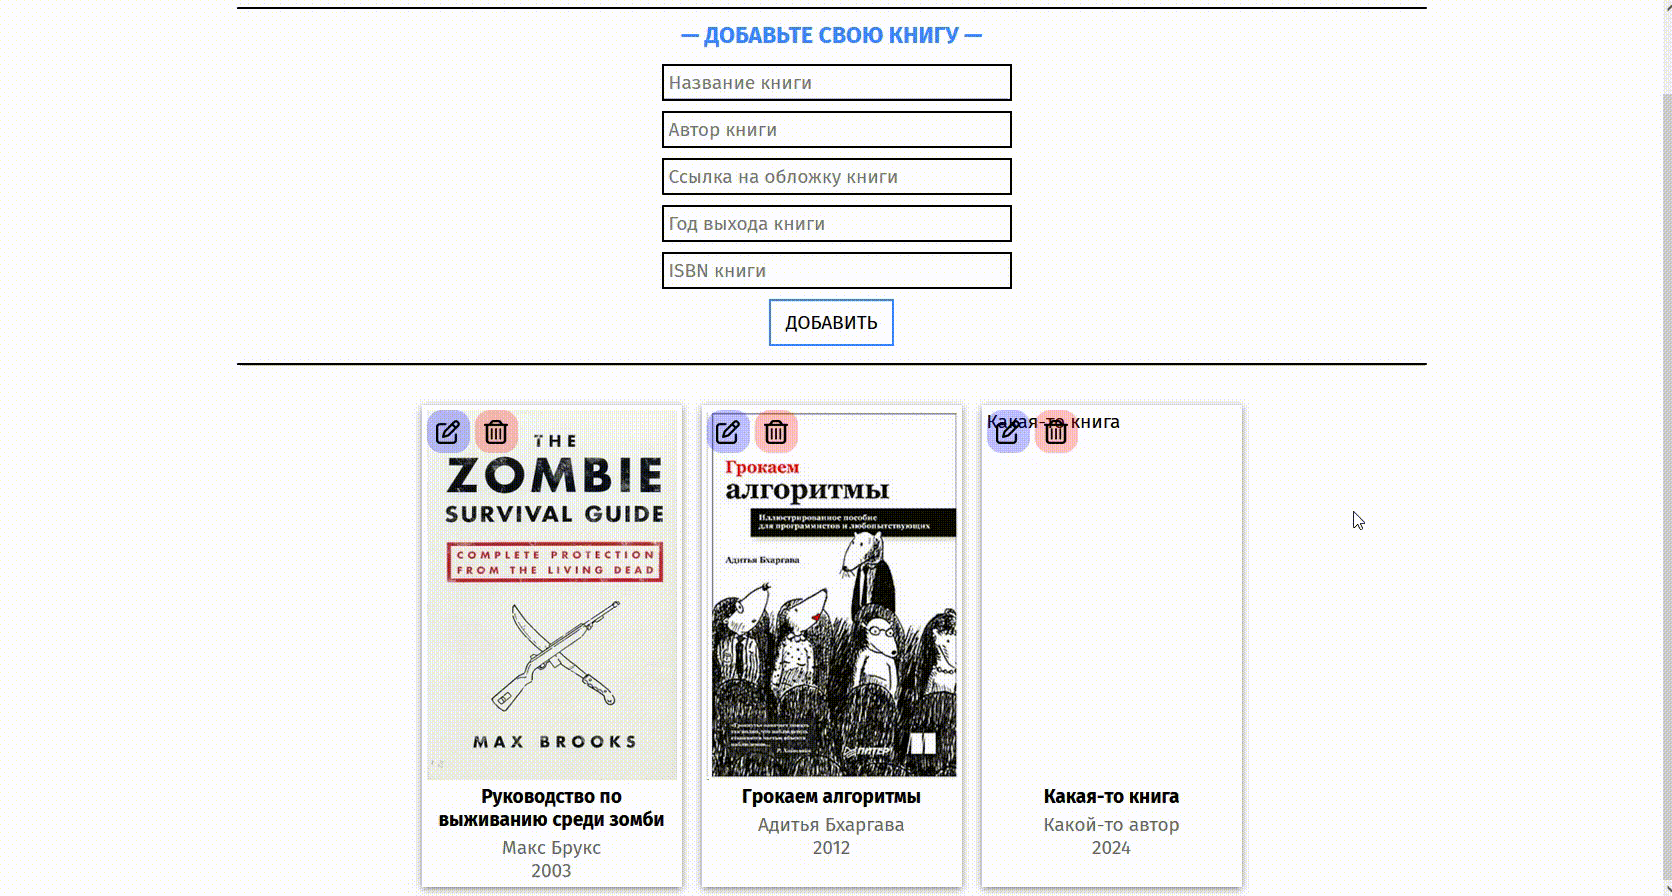 — ДОБАВЬТЕ СВОЮ КНИГУ —
Название книги
Автор книги
Ссылка на обложку книги
Год выхода книги
ISBN книги
ДОБАВИТЬ
THE
ZOMBIE
SURVIVAL GUIDE
COMPLETE PROTECTION
FROM THE LIVING DEAD
MAX BROOKS
Руководство по
выживанию среди зомби
Макс Брукс
2003
Грокаем
алгоритмы
Иллюстрированное пособие
для программистов и любопытствующих
Адитья Бхаргава
ПИТЕР
Грокаем алгоритмы
Адитья Бхаргава
2012
Какая-то книга
Какая-то книга
Какой-то автор
2024